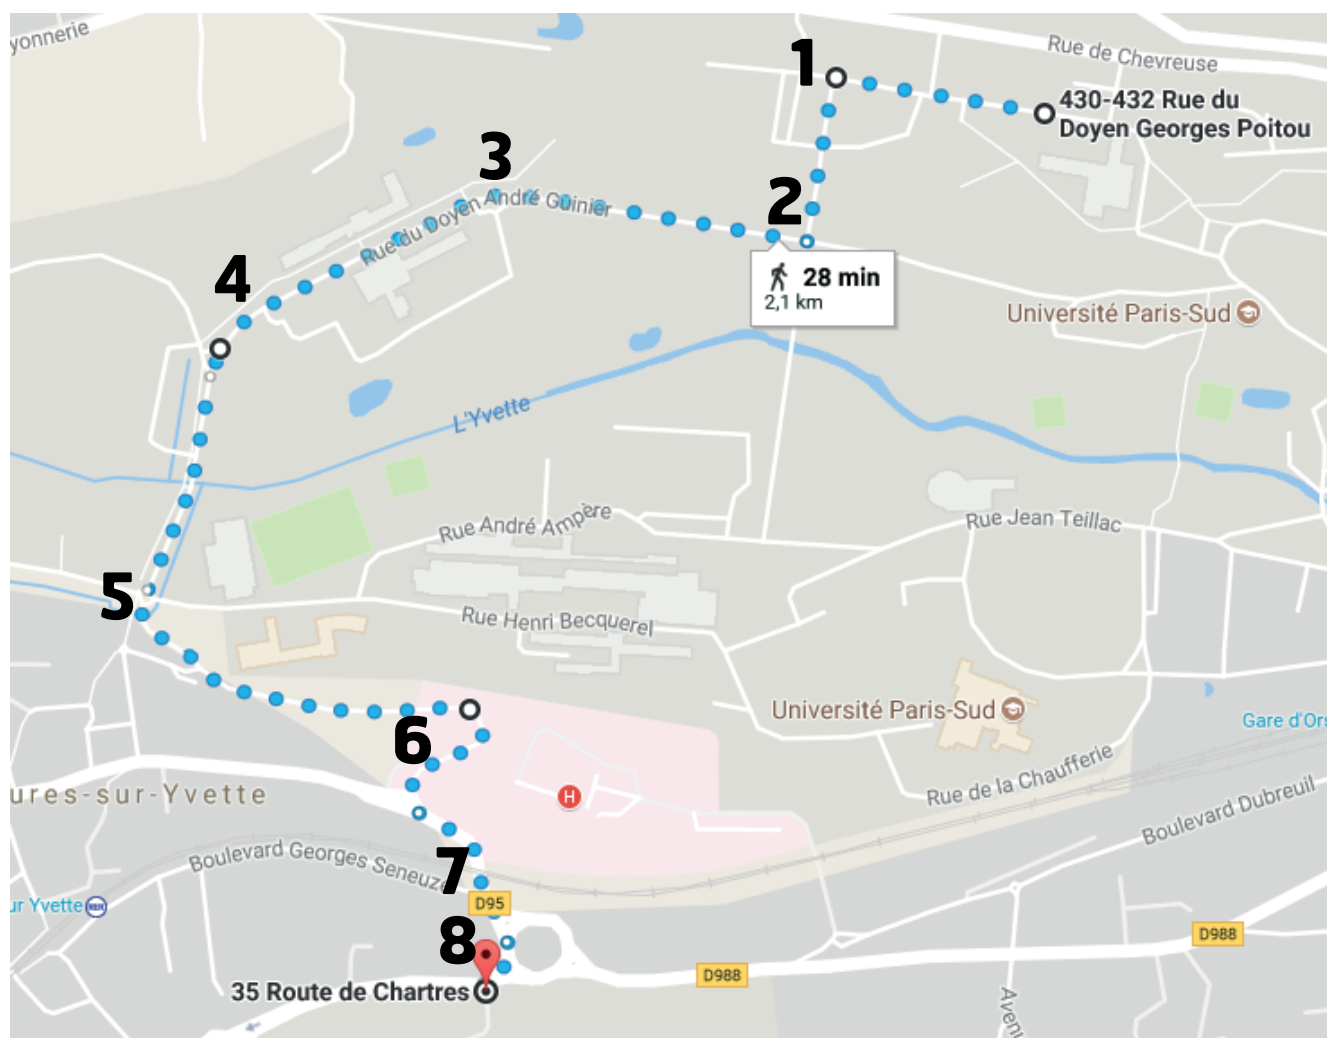 yonnerie
Rue de Chevreuse
1
430-432 Rue du
Doyen Georges Poitou
3
2
Rue du Doyen André Guinier
4
28 min
2,1 km
Université Paris-Sud
L'Yvette
Rue André Ampère
Rue Jean Teillac
5
Rue Henri Becquerel
Université Paris-Sud
Gare d'Ors
6
H
Rue de la Chaufferie
ures-sur-Yvette
Boulevard Dubreuil
Boulevard Georges Seneuze
7
ur Yvette
RER
D95
8
D988
D988
35 Route de Chartres
Avenu